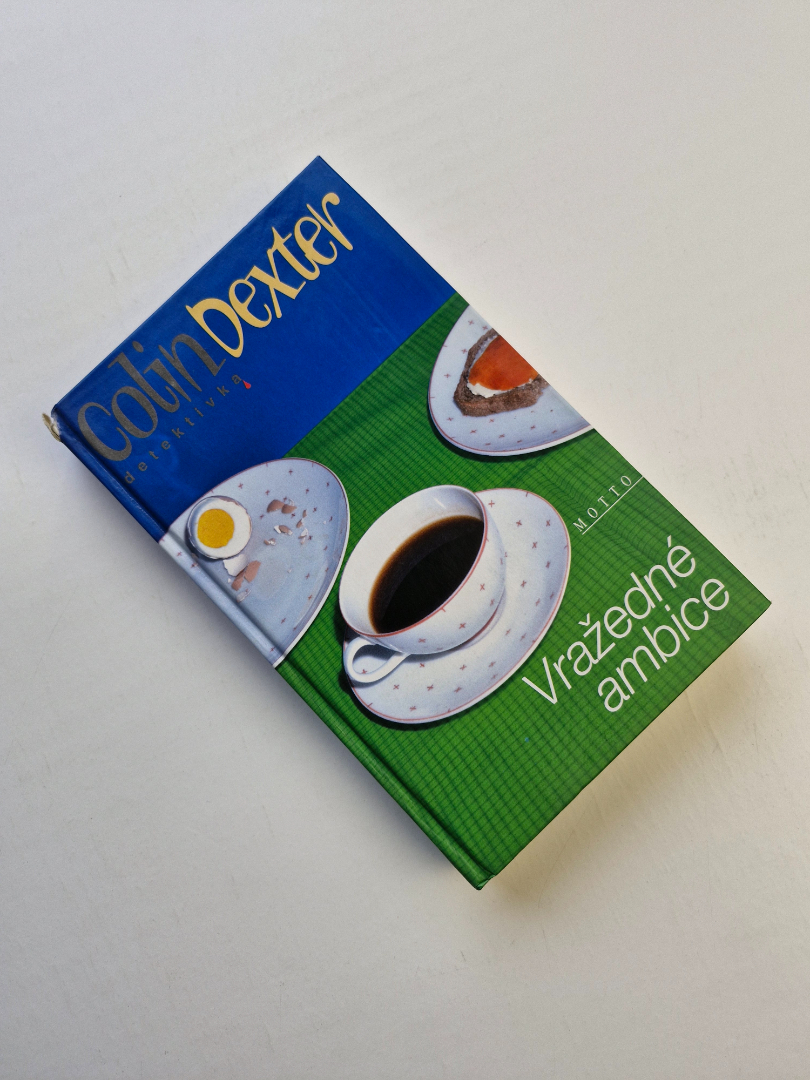 Colin Dexter
detektivka
MOTTO
Vražedné
ambice